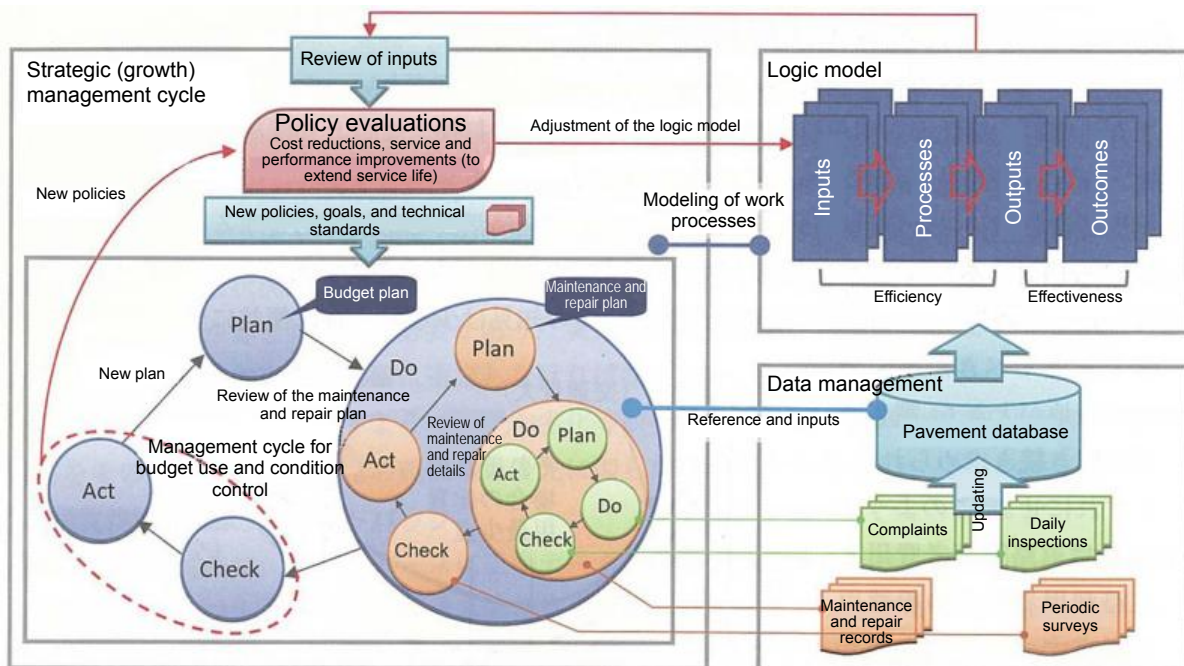 Review of inputs
Strategic (growth)
management cycle
Policy evaluations
Cost reductions, service and
performance improvements (to
extend service life)
New policies
New policies, goals, and technical
standards
Adjustment of the logic model
Logic model
Inputs
Processes
Outputs
Outcomes
Efficiency
Effectiveness
Modeling of work
processes
Budget plan
Plan
New plan
Do
Review of the maintenance
and repair plan
Management cycle for
budget use and condition
control
Act
Check
Maintenance and
repair plan
Plan
Review of
maintenance
and repair
details
Do
Act
Check
Plan
Act
Do
Check
Data management
Reference and inputs
Pavement database
Updating
Complaints
Daily
inspections
Maintenance
and repair
records
Periodic
surveys